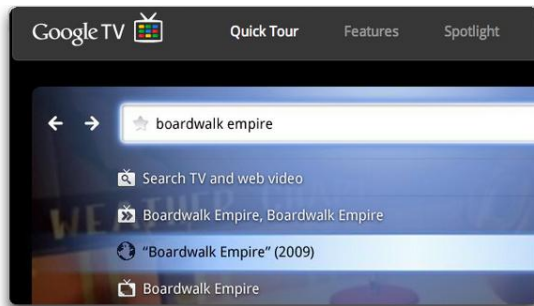 Google TV Quick Tour Features Spotlight
boardwalk empire
Search TV and web video
Boardwalk Empire, Boardwalk Empire
“Boardwalk Empire” (2009)
Boardwalk Empire